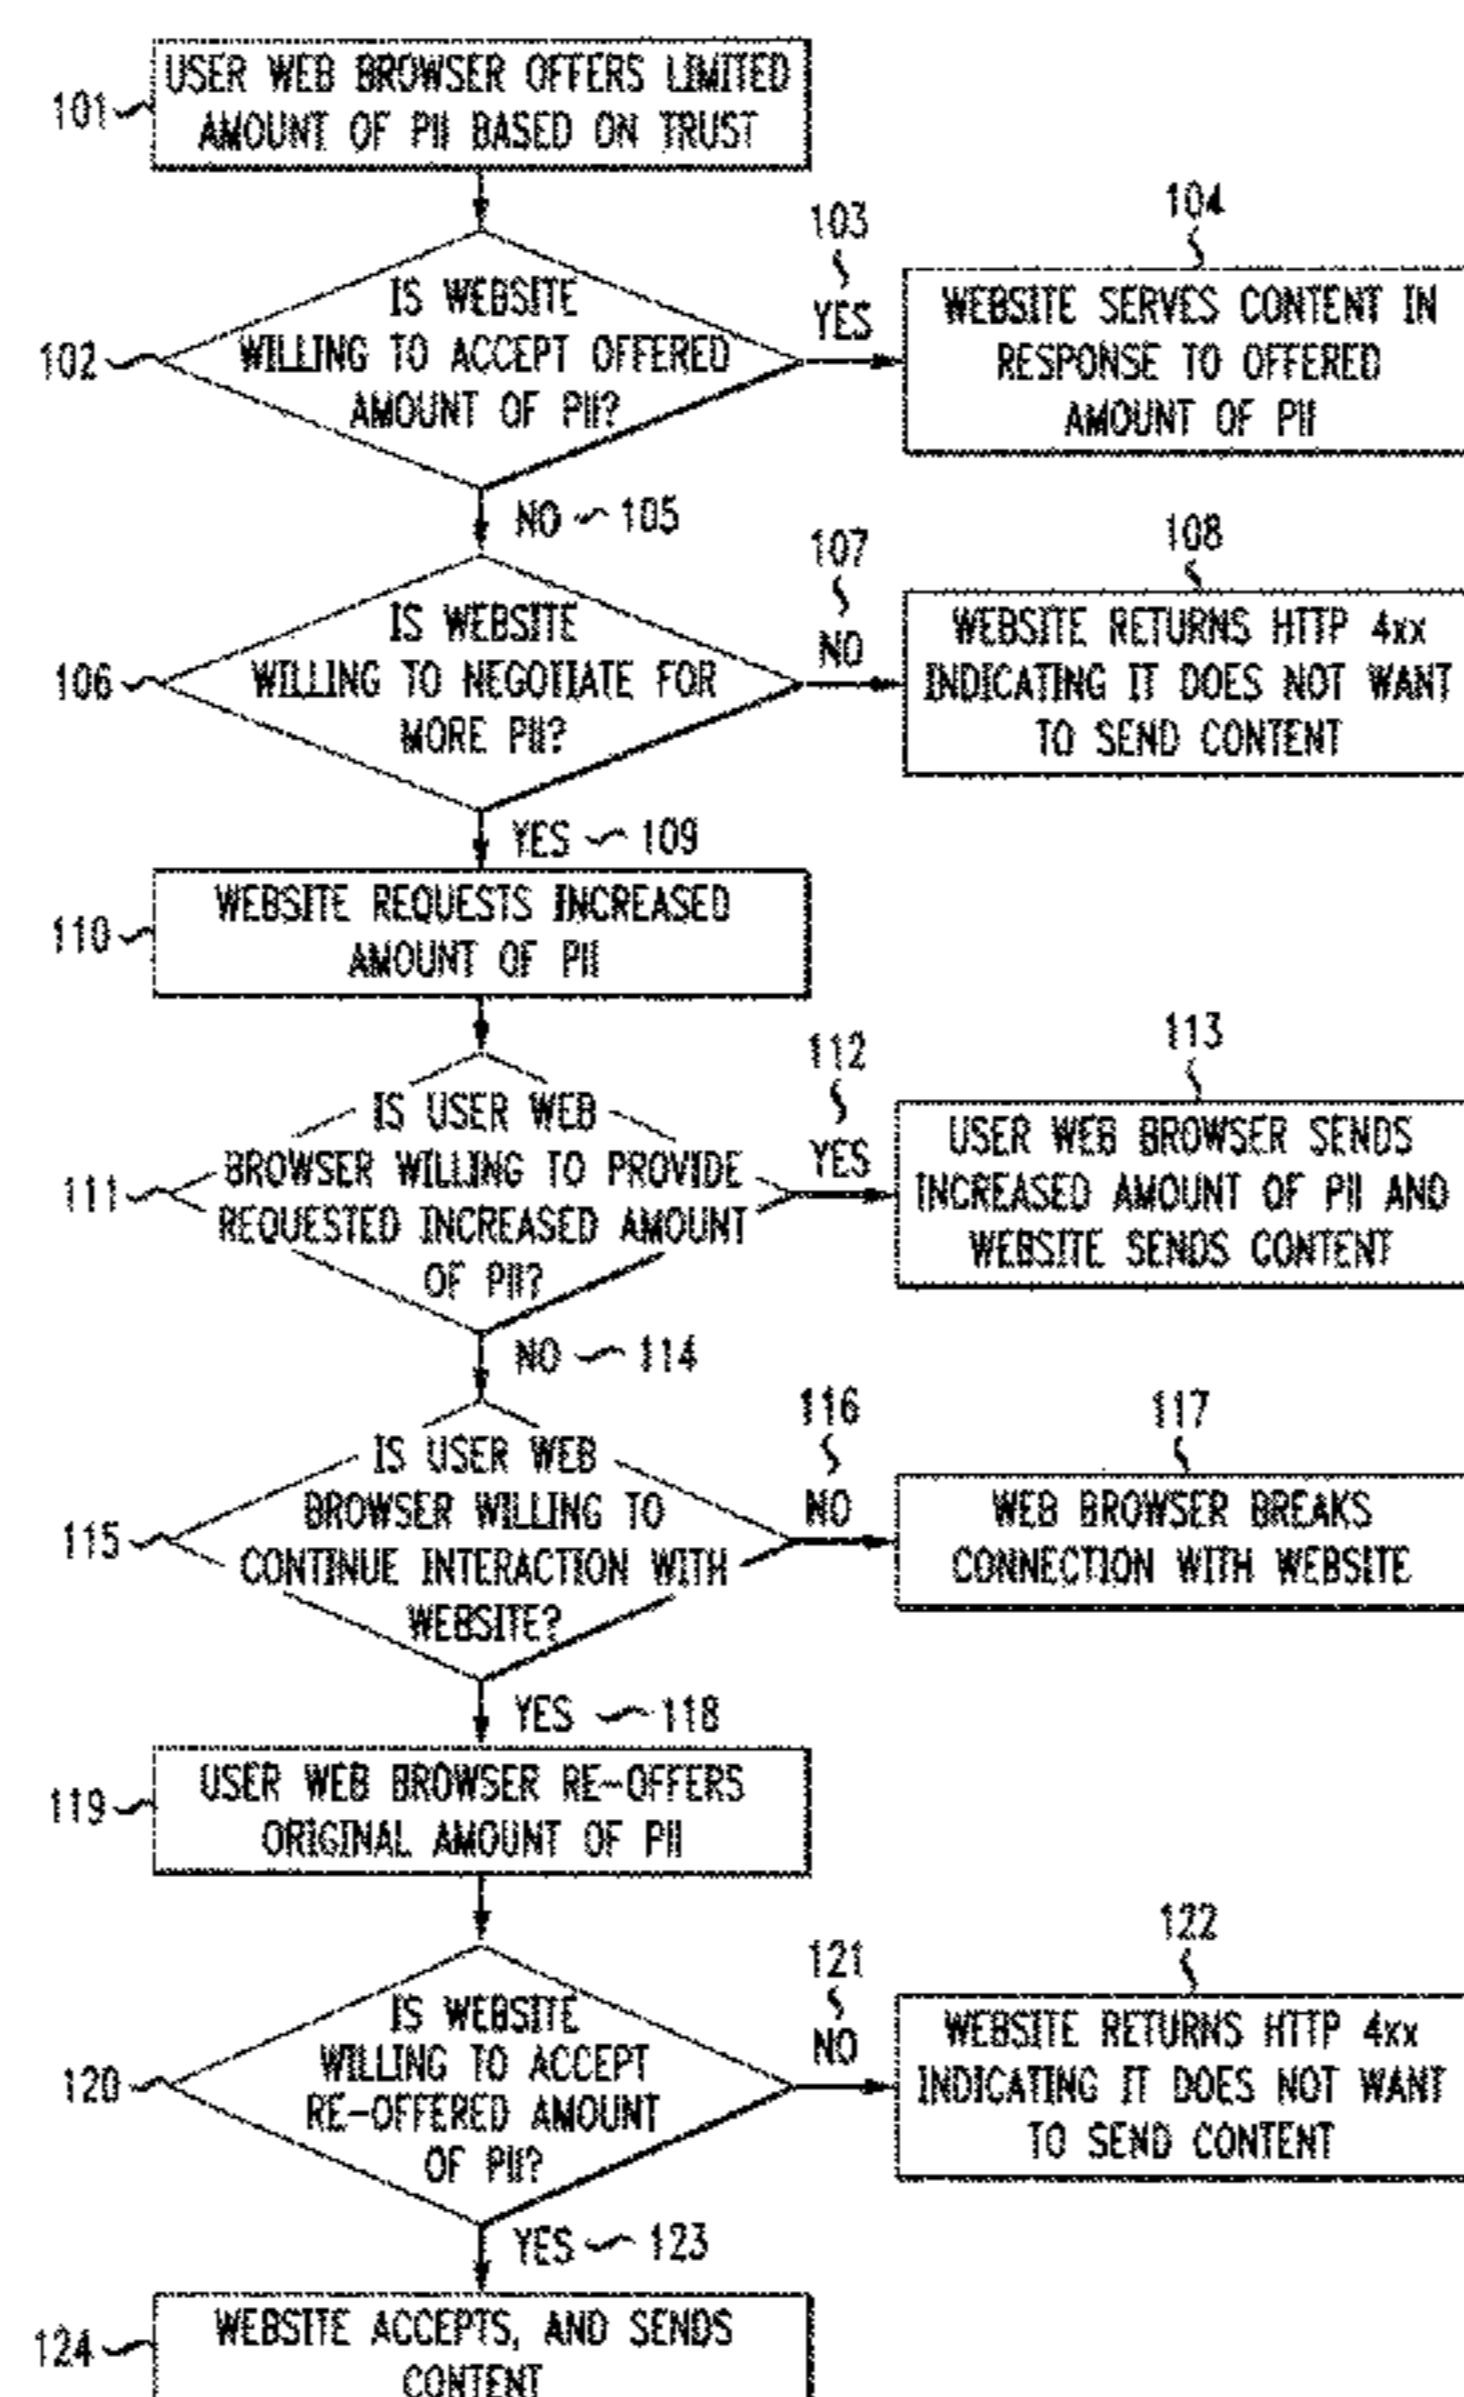 101
USER WEB BROWSER OFFERS LIMITED
AMOUNT OF PII BASED ON TRUST
102
IS WEBSITE
WILLING TO ACCEPT OFFERED
AMOUNT OF PII?
103
YES
104
WEBSITE SERVES CONTENT IN
RESPONSE TO OFFERED
AMOUNT OF PII
NO 105
106
IS WEBSITE
WILLING TO NEGOTIATE FOR
MORE PII?
107
NO
108
WEBSITE RETURNS HTTP 4xx
INDICATING IT DOES NOT WANT
TO SEND CONTENT
YES 109
110
WEBSITE REQUESTS INCREASED
AMOUNT OF PII
111
IS USER WEB
BROWSER WILLING TO PROVIDE
REQUESTED INCREASED AMOUNT
OF PII?
112
YES
113
USER WEB BROWSER SENDS
INCREASED AMOUNT OF PII AND
WEBSITE SENDS CONTENT
NO 114
115
IS USER WEB
BROWSER WILLING TO
CONTINUE INTERACTION WITH
WEBSITE?
116
NO
117
WEB BROWSER BREAKS
CONNECTION WITH WEBSITE
YES 118
119
USER WEB BROWSER RE-OFFERS
ORIGINAL AMOUNT OF PII
120
IS WEBSITE
WILLING TO ACCEPT
RE-OFFERED AMOUNT
OF PII?
121
NO
122
WEBSITE RETURNS HTTP 4xx
INDICATING IT DOES NOT WANT
TO SEND CONTENT
YES 123
124
WEBSITE ACCEPTS, AND SENDS
CONTENT